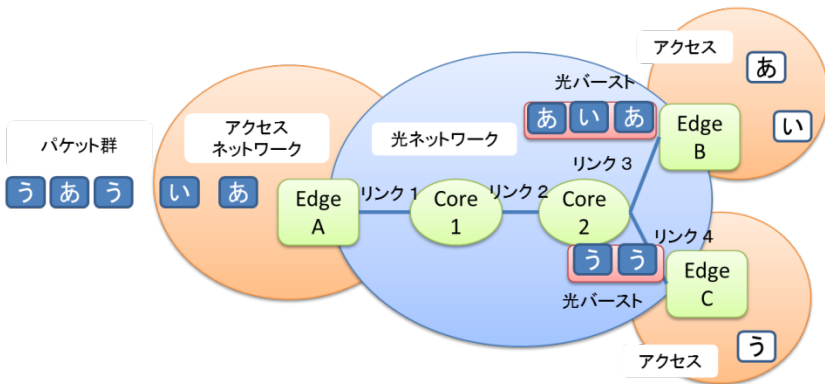 パケット群
う あ う
アクセス
ネットワーク
い あ
Edge
A
リンク 1
光ネットワーク
Core
1
リンク 2
Core
2
光バースト
あ い あ
リンク 3
Edge
B
アクセス
あ
い
リンク 4
う う
光バースト
Edge
C
アクセス
う